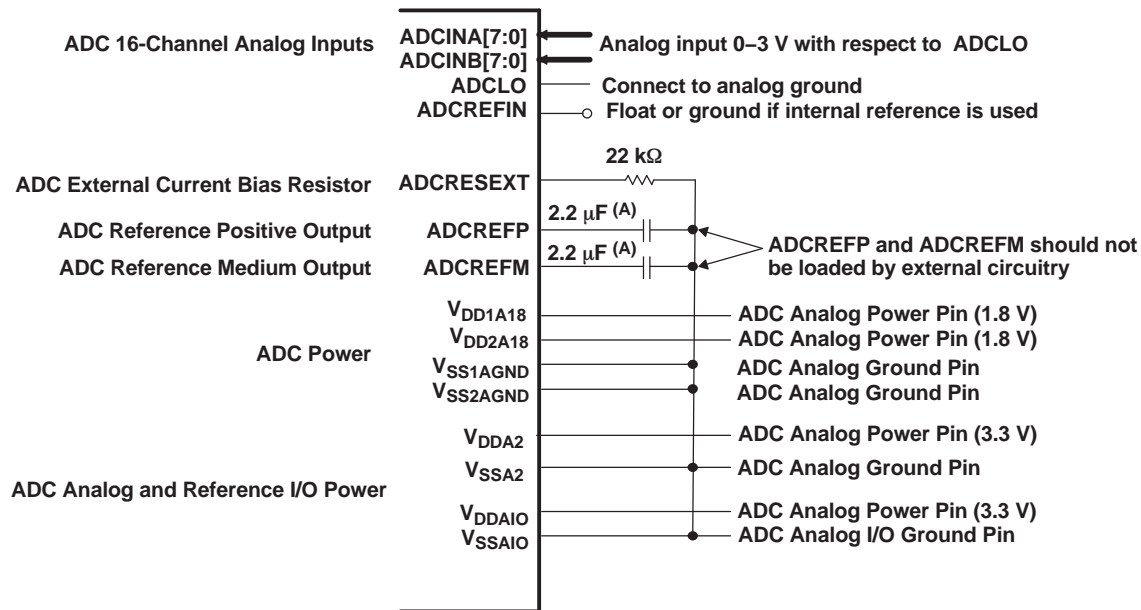 ADC 16-Channel Analog Inputs
ADCINA[7:0]
ADCINB[7:0]
Analog input 0–3 V with respect to ADCLO
ADCLO
Connect to analog ground
ADCREFIN
Float or ground if internal reference is used
22 kΩ
ADC External Current Bias Resistor
ADCRESEXT
2.2 μF (A)
ADC Reference Positive Output
ADCREFP
2.2 μF (A)
ADC Reference Medium Output
ADCREFM
ADCREFP and ADCREFM should not
be loaded by external circuitry
VDD1A18
ADC Analog Power Pin (1.8 V)
VDD2A18
ADC Analog Power Pin (1.8 V)
ADC Power
VSS1AGND
ADC Analog Ground Pin
VSS2AGND
ADC Analog Ground Pin
VDDA2
ADC Analog Power Pin (3.3 V)
VSSA2
ADC Analog Ground Pin
ADC Analog and Reference I/O Power
VDDAIO
ADC Analog Power Pin (3.3 V)
VSSAIO
ADC Analog I/O Ground Pin